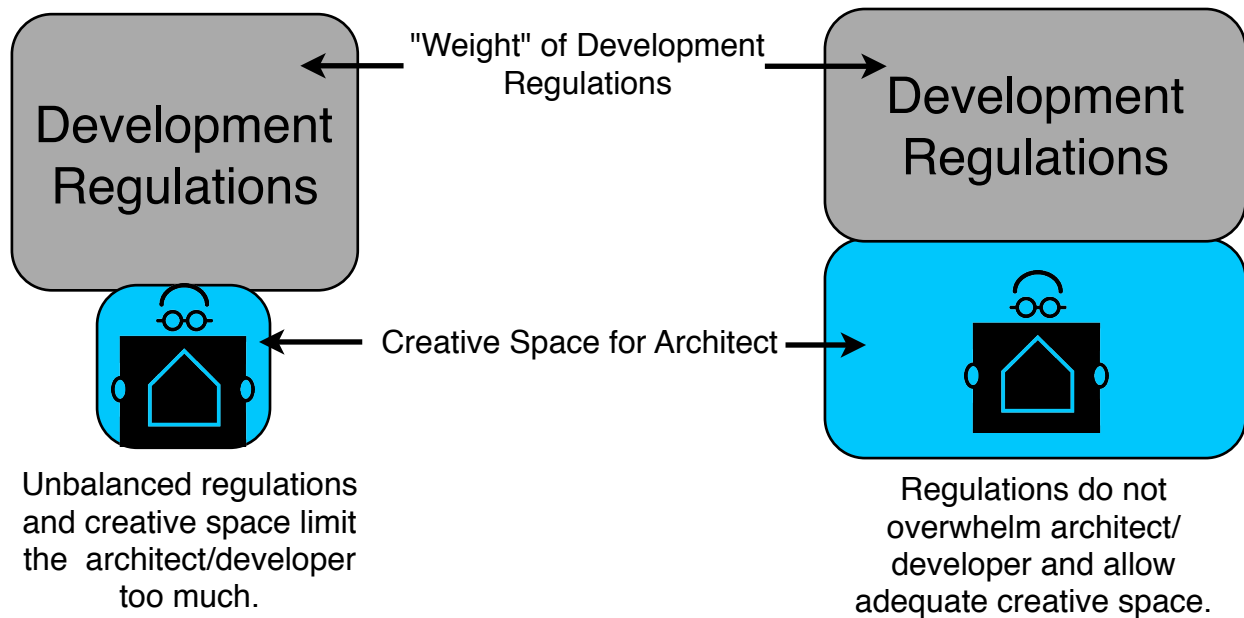 "Weight" of Development
Regulations
Development
Regulations
Development
Regulations
Creative Space for Architect
Unbalanced regulations
and creative space limit
the  architect/developer
too much.
Regulations do not
overwhelm architect/
developer and allow
adequate creative space.